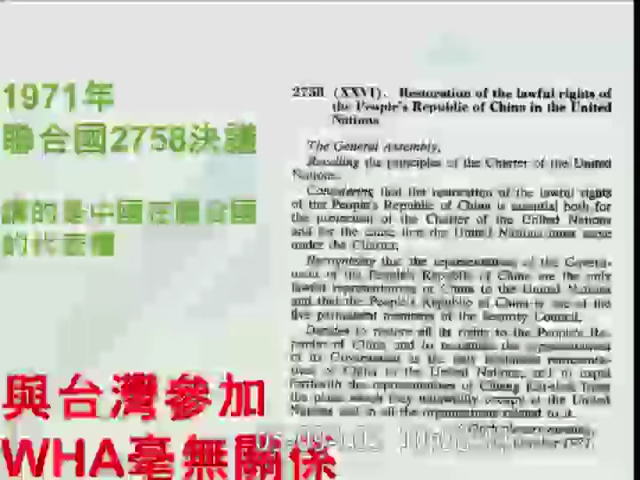 1971年
聯合國2758決議
講的是中國在聯合國
的代表權
與台灣參加
WHA毫無關係
2758 (XXVI). Restoration of the lawful rights of
the People's Republic of China in the United
Nations
The General Assembly,
Recalling the principles of the Charter of the United
Nations,
Considering that the restoration of the lawful rights
of the People's Republic of China is essential both for
the protection of the Charter of the United Nations
and for the cause that the United Nations must serve
under the Charter,
Recognizing that the representatives of the Govern-
ment of the People's Republic of China are the only
lawful representatives of China to the United Nations
and that the People's Republic of China is one of the
five permanent members of the Security Council,
Decides to restore all its rights to the People's Re-
public of China and to recognize the representatives
of its Government as the only legitimate representa-
tives of China to the United Nations, and to expel
forthwith the representatives of Chiang Kai-shek from
the place which they unlawfully occupy at the United
Nations and in all the organizations related to it.